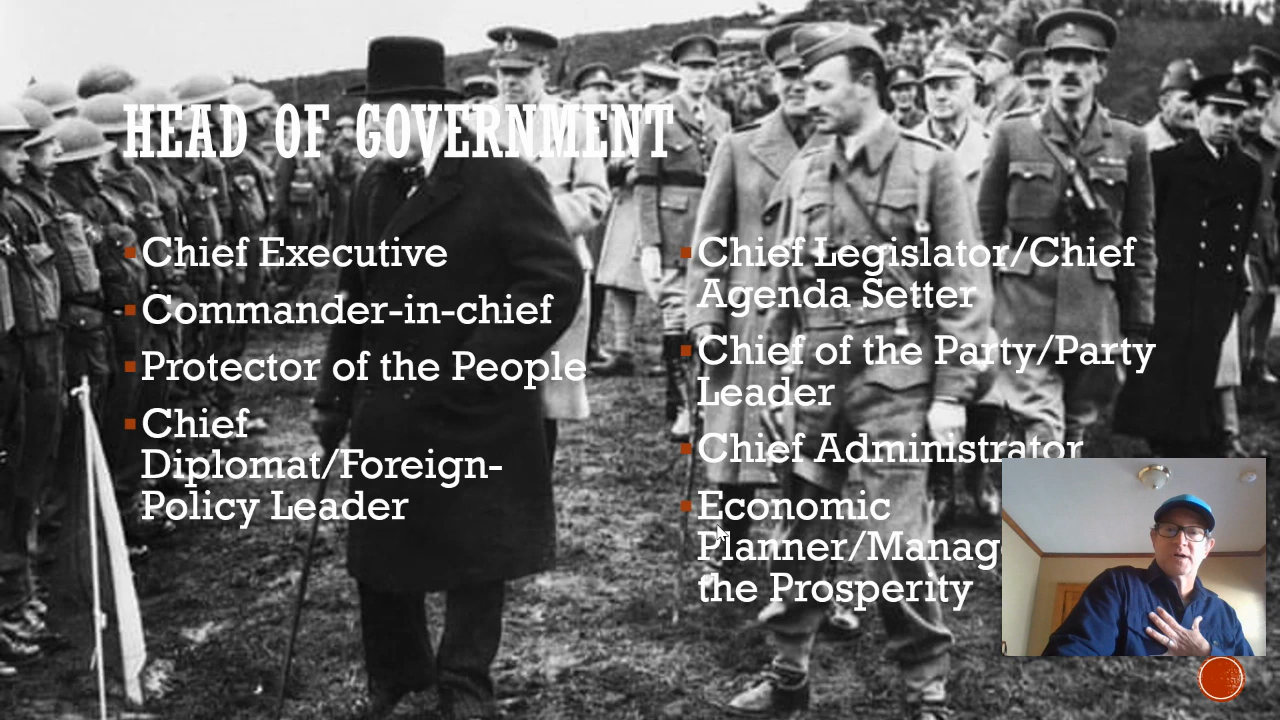 HEAD OF GOVERNMENT
Chief Executive
Commander-in-chief
Protector of the People
Chief
Diplomat/Foreign-
Policy Leader
Chief Legislator/Chief
Agenda Setter
Chief of the Party/Party
Leader
Chief Administrator
Economic
the Prosperity